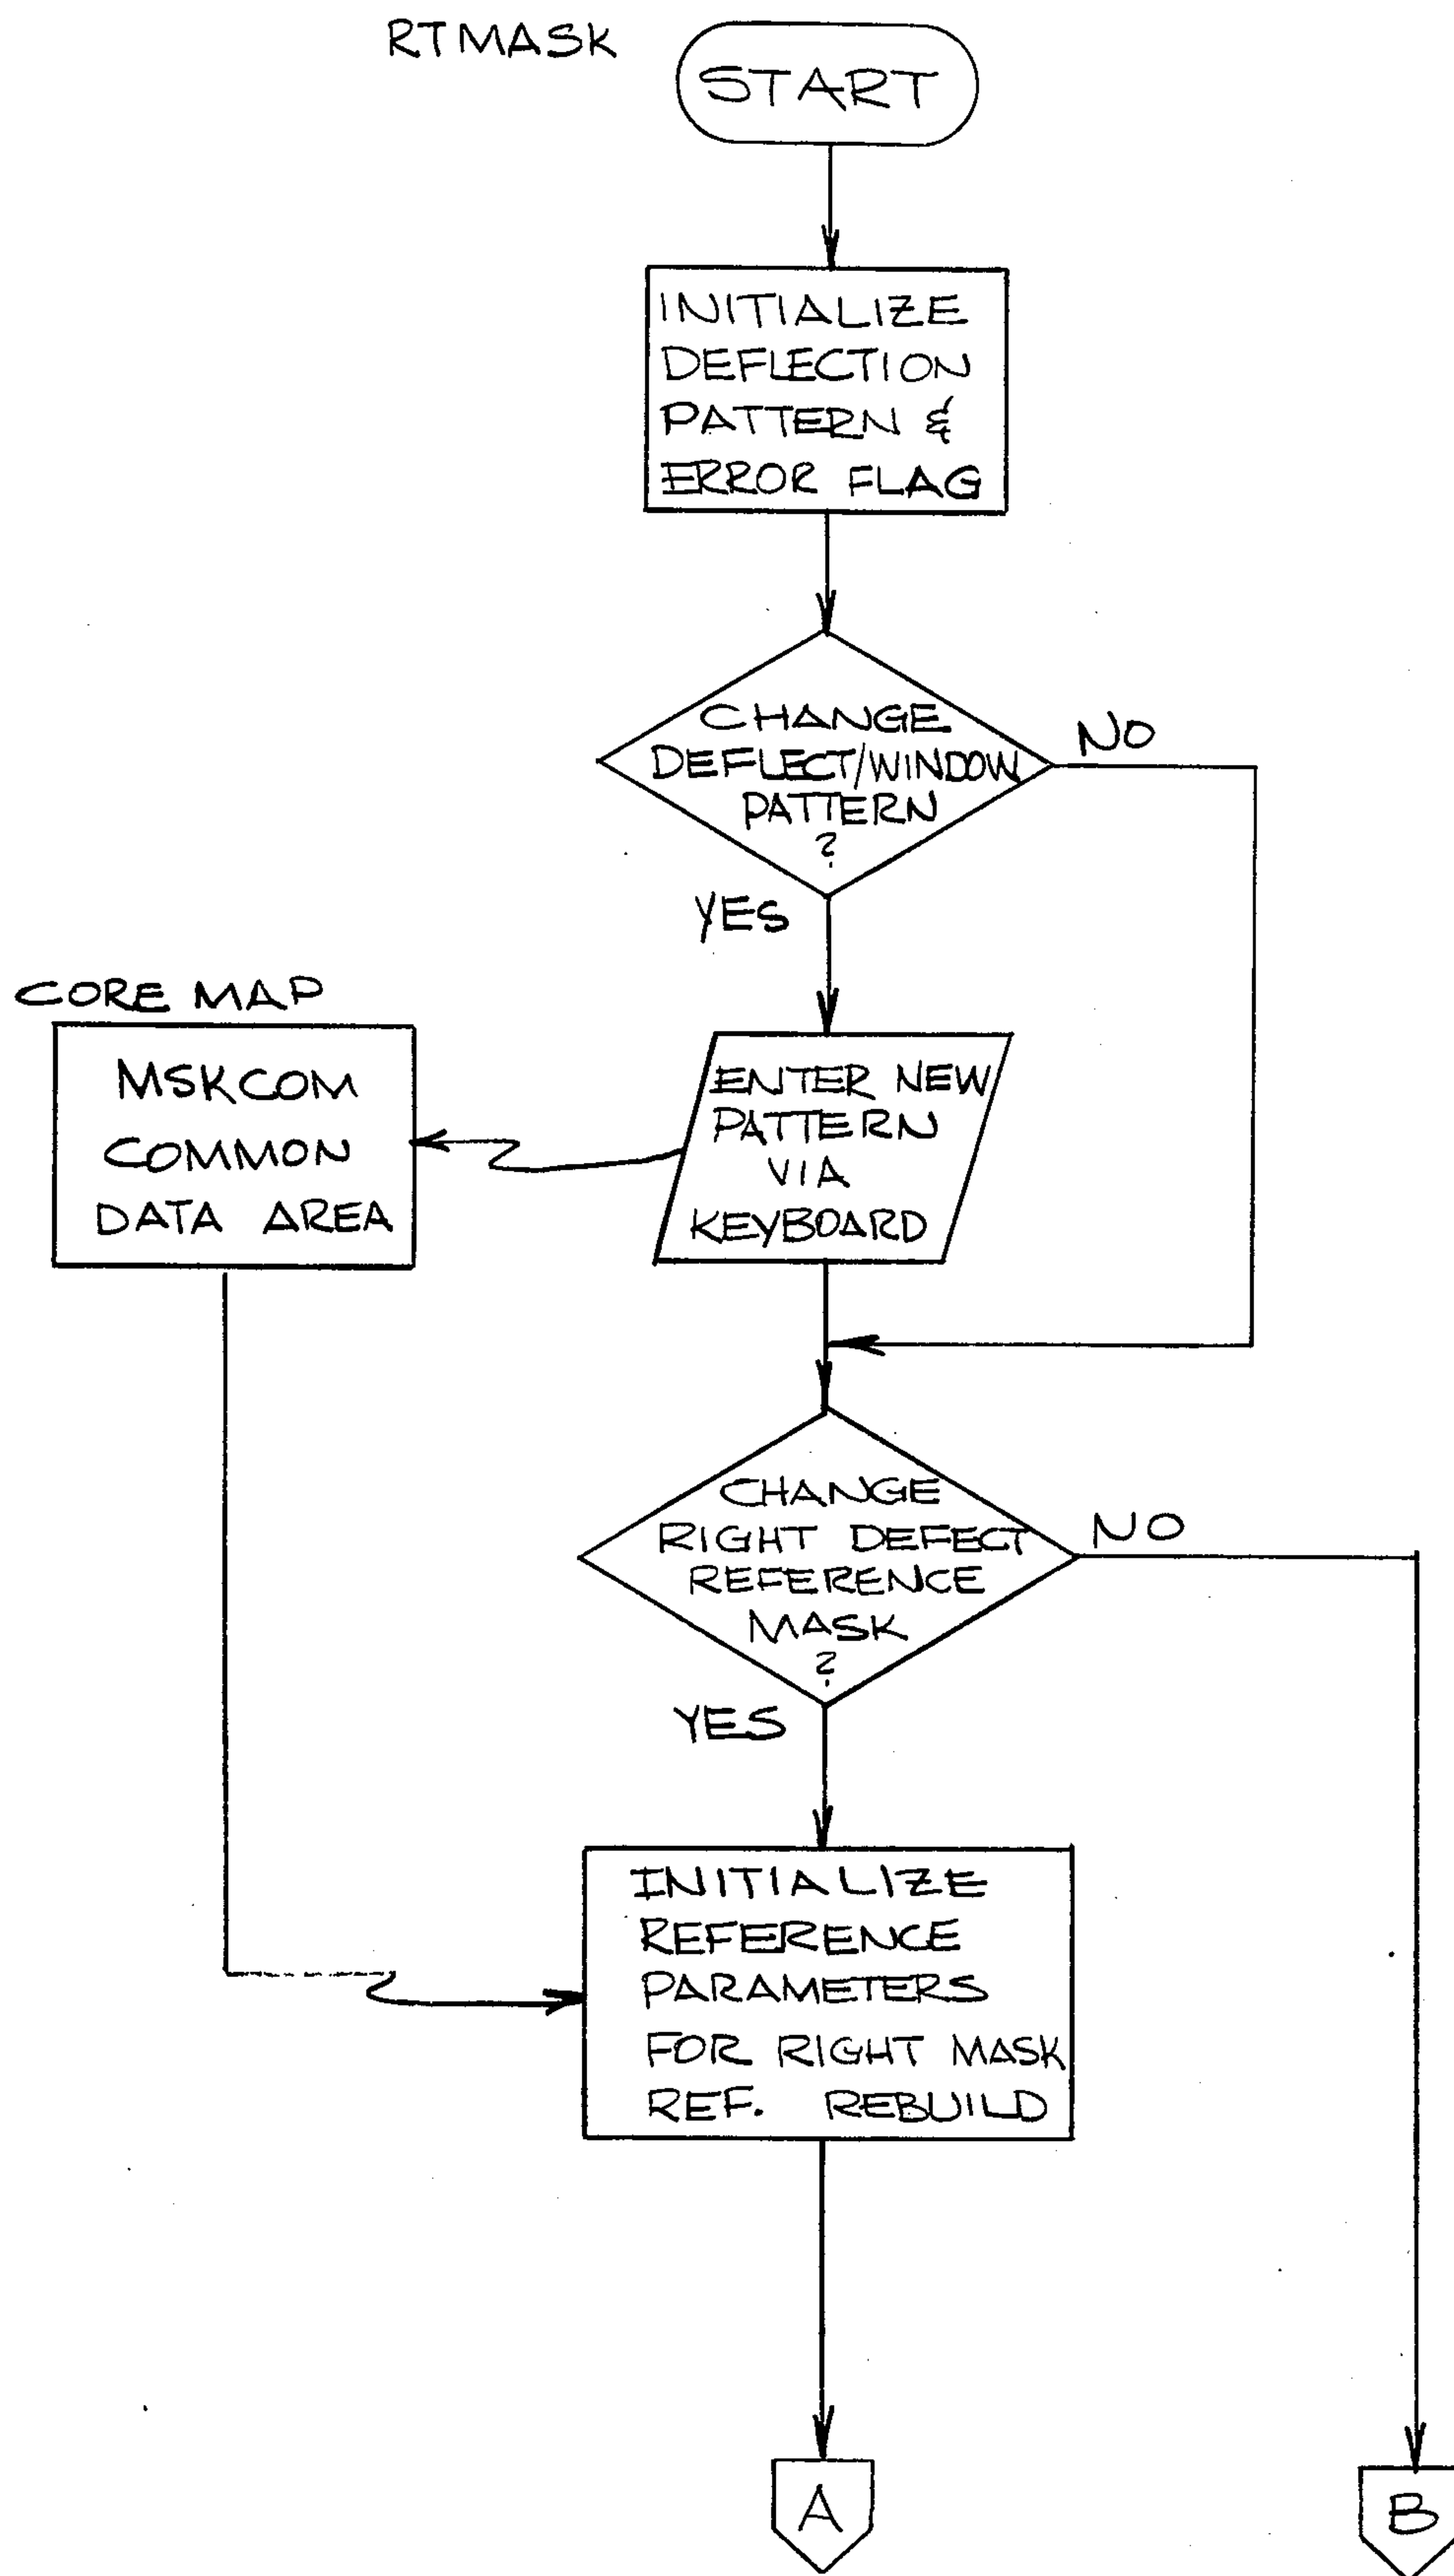 RTMASK
START
INITIALIZE
DEFLECTION
PATTERN &
ERROR FLAG
CHANGE
DEFLECT/WINDOW
PATTERN
?
NO
YES
CORE MAP
MSKCOM
COMMON
DATA AREA
ENTER NEW
PATTERN
VIA
KEYBOARD
CHANGE
RIGHT DEFECT
REFERENCE
MASK
?
NO
YES
INITIALIZE
REFERENCE
PARAMETERS
FOR RIGHT MASK
REF. REBUILD
A
B